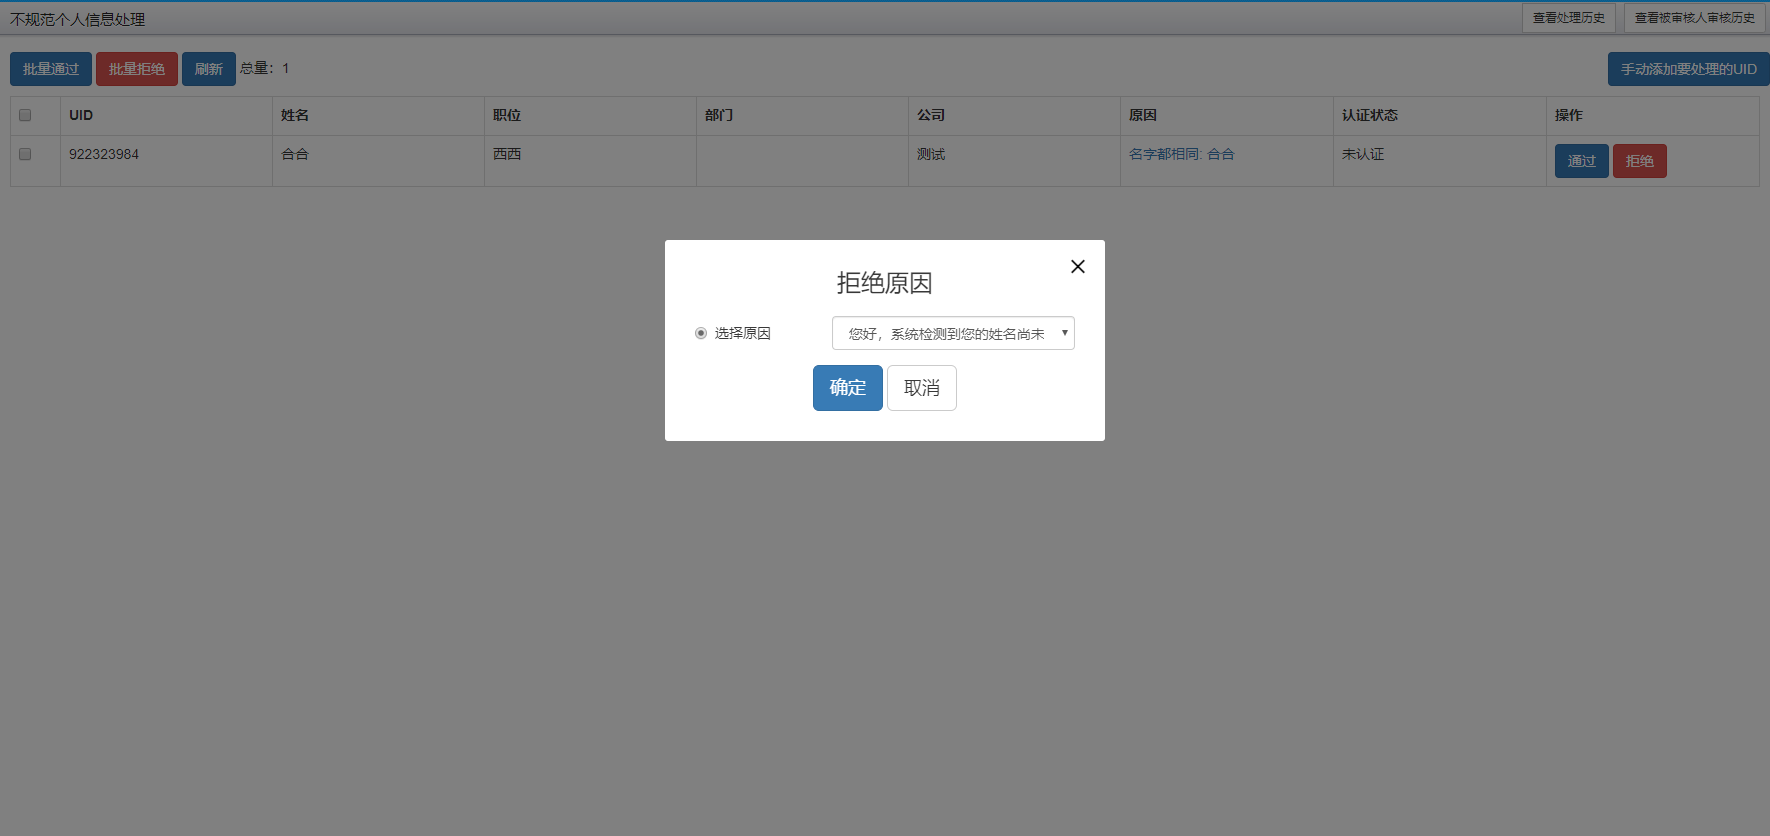 不规范个人信息处理
查看处理历史
查看被审核人审核历史
批量通过
批量拒绝
刷新
总量：1
手动添加要处理的UID
UID
姓名
职位
部门
公司
原因
认证状态
操作
922323984
合合
西西
测试
名字都相同: 合合
未认证
通过
拒绝
拒绝原因
选择原因
您好，系统检测到您的姓名尚未
确定
取消